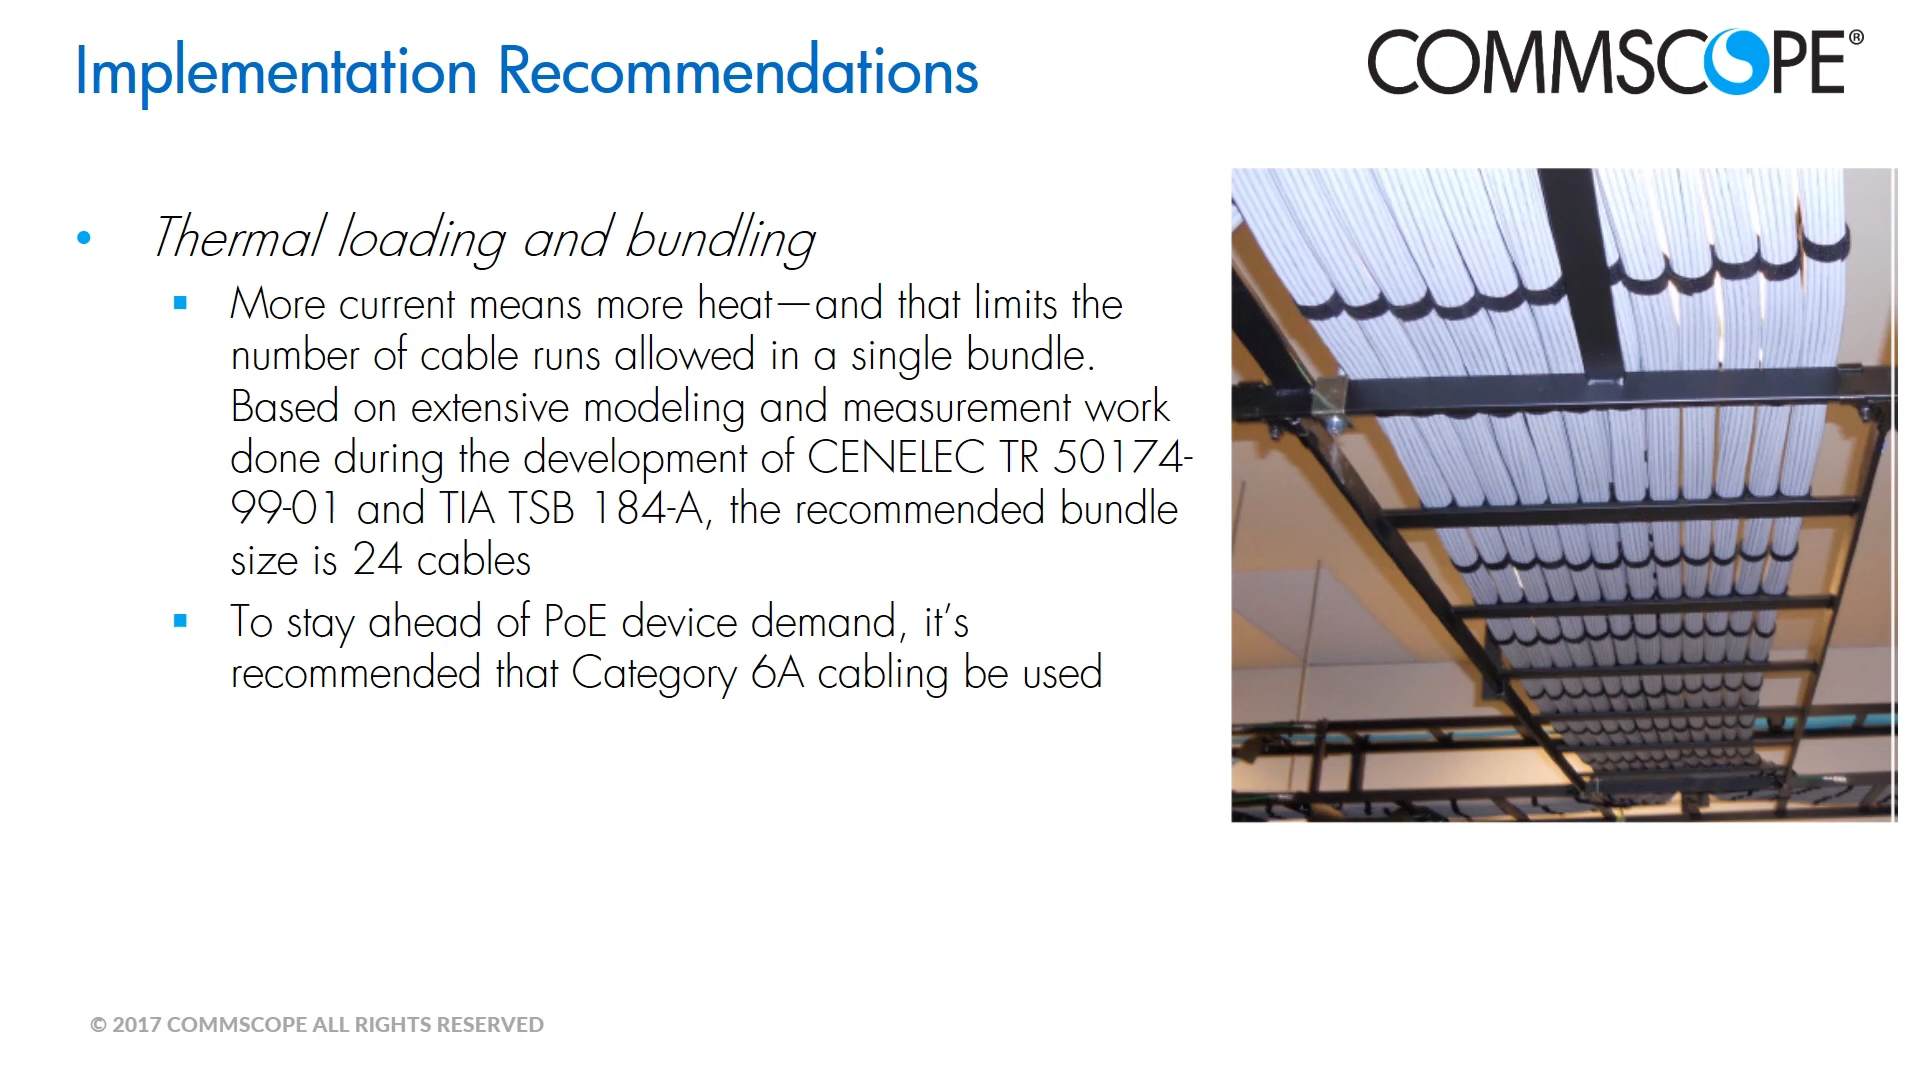 Implementation Recommendations
COMMSCOPE®
• Thermal loading and bundling
▪ More current means more heat—and that limits the
number of cable runs allowed in a single bundle.
Based on extensive modeling and measurement work
done during the development of CENELEC TR 50174-
99-01 and TIA TSB 184-A, the recommended bundle
size is 24 cables
▪ To stay ahead of PoE device demand, it’s
recommended that Category 6A cabling be used
© 2017 COMMSCOPE ALL RIGHTS RESERVED